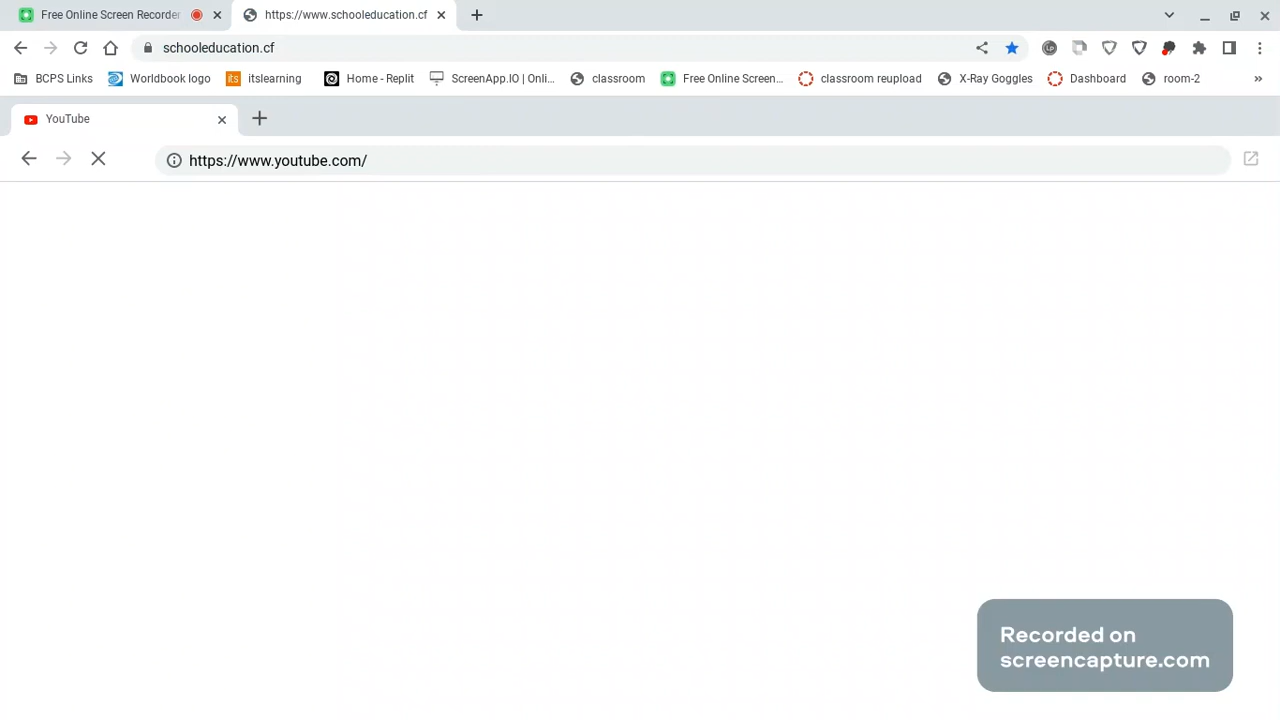 Free Online Screen Recorder
https://www.schooleducation.cf
schooleducation.cf
BCPS Links
Worldbook logo
its
itslearning
Home - Replit
ScreenApp.IO | Onli...
classroom
Free Online Screen...
classroom reupload
X-Ray Goggles
Dashboard
room-2
»
YouTube
https://www.youtube.com/
Recorded on
screencapture.com